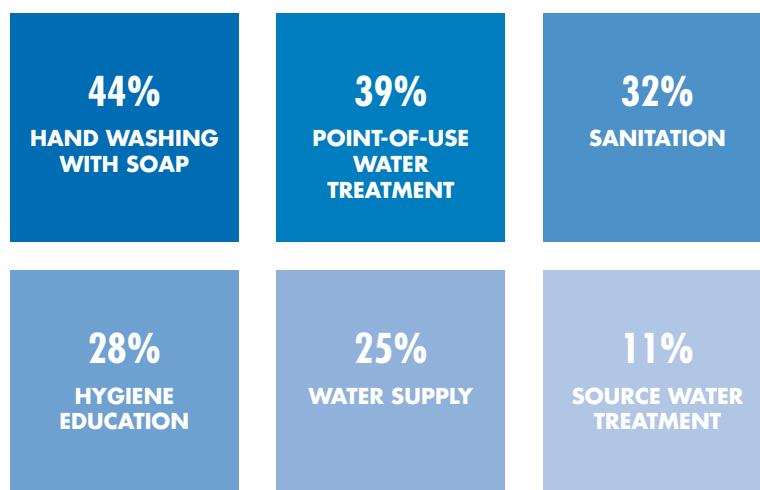 44%
HAND WASHING
WITH SOAP
39%
POINT-OF-USE
WATER
TREATMENT
32%
SANITATION
28%
HYGIENE
EDUCATION
25%
WATER SUPPLY
11%
SOURCE WATER
TREATMENT